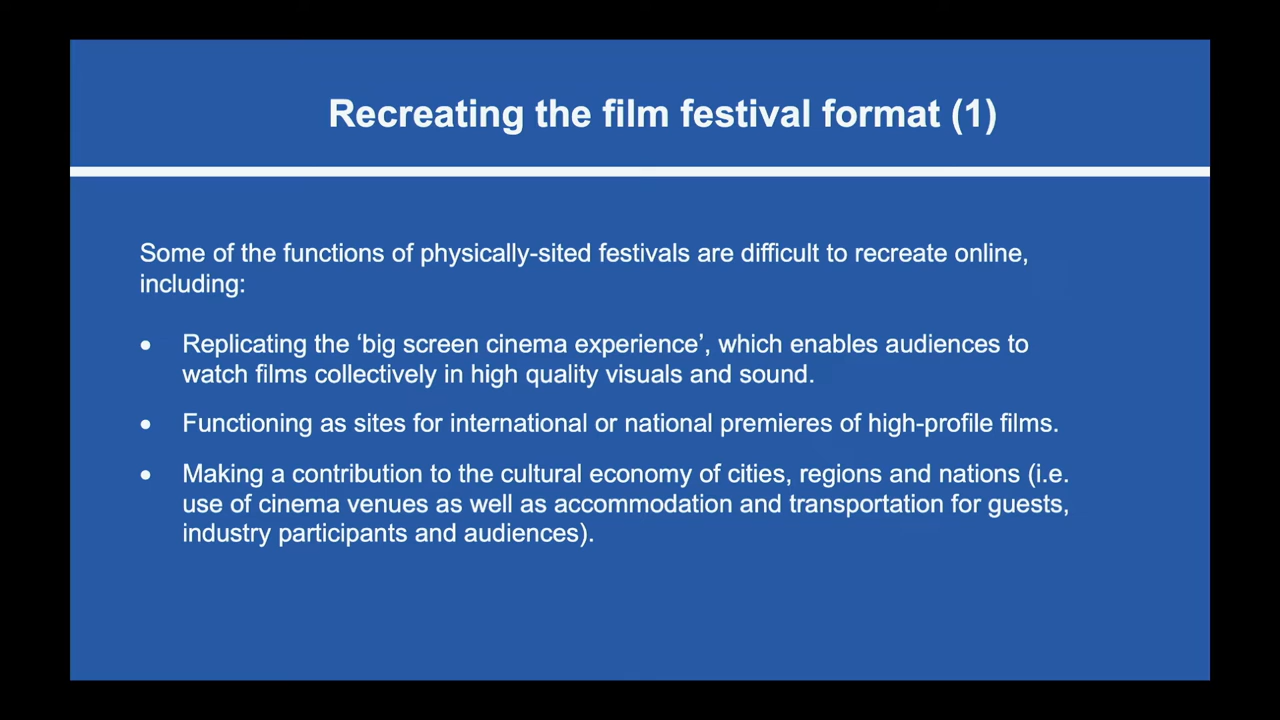 Recreating the film festival format (1)
Some of the functions of physically-sited festivals are difficult to recreate online,
including:
• Replicating the ‘big screen cinema experience’, which enables audiences to
watch films collectively in high quality visuals and sound.
• Functioning as sites for international or national premieres of high-profile films.
• Making a contribution to the cultural economy of cities, regions and nations (i.e.
use of cinema venues as well as accommodation and transportation for guests,
industry participants and audiences).